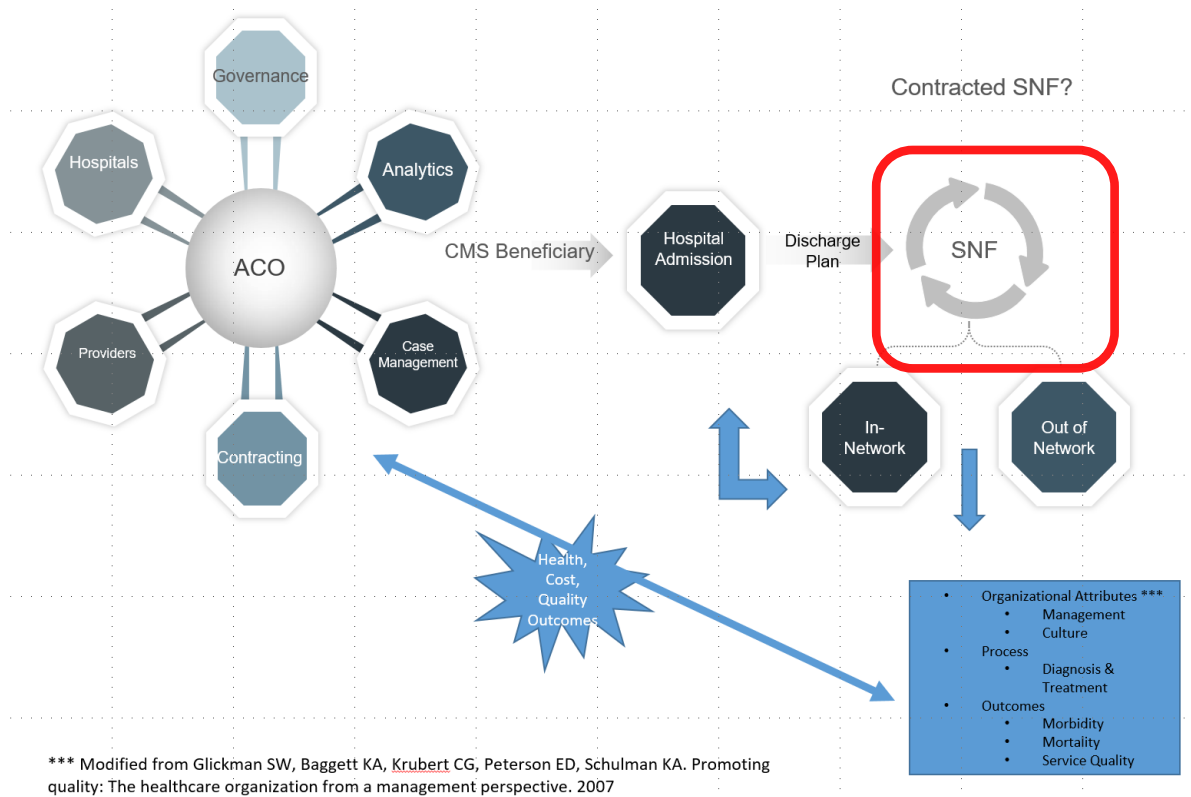 Governance
Hospitals
Analytics
ACO
Providers
Case
Management
Contracting
CMS Beneficiary
Hospital
Admission
Discharge
Plan
Contracted SNF?
SNF
In-
Network
Out of
Network
Health,
Cost,
Quality
Outcomes
• Organizational Attributes ***
• Management
• Culture
• Process
• Diagnosis &
Treatment
• Outcomes
• Morbidity
• Mortality
• Service Quality
*** Modified from Glickman SW, Baggett KA, Krubert CG, Peterson ED, Schulman KA. Promoting
quality: The healthcare organization from a management perspective. 2007